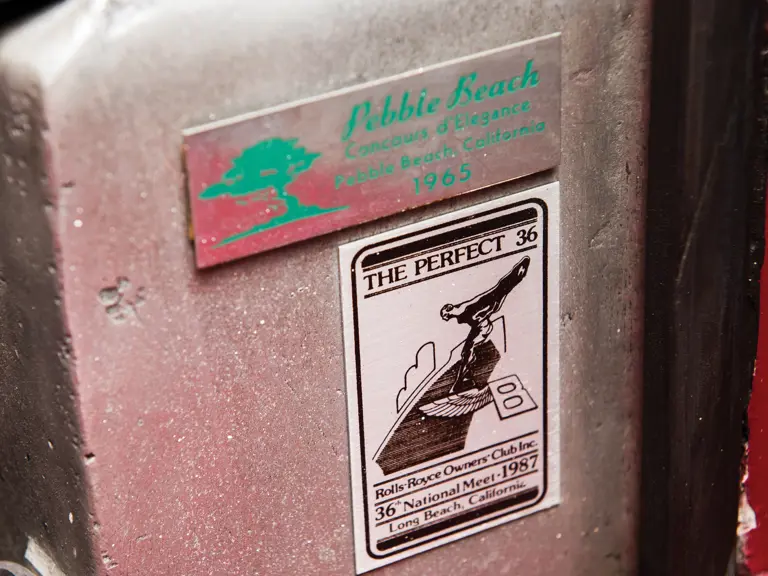 Pebble Beach
Concours d'Elégance
Pebble Beach, California
1965
THE PERFECT 36
Rolls-Royce Owners' Club Inc.
36th National Meet · 1987
Long Beach, California